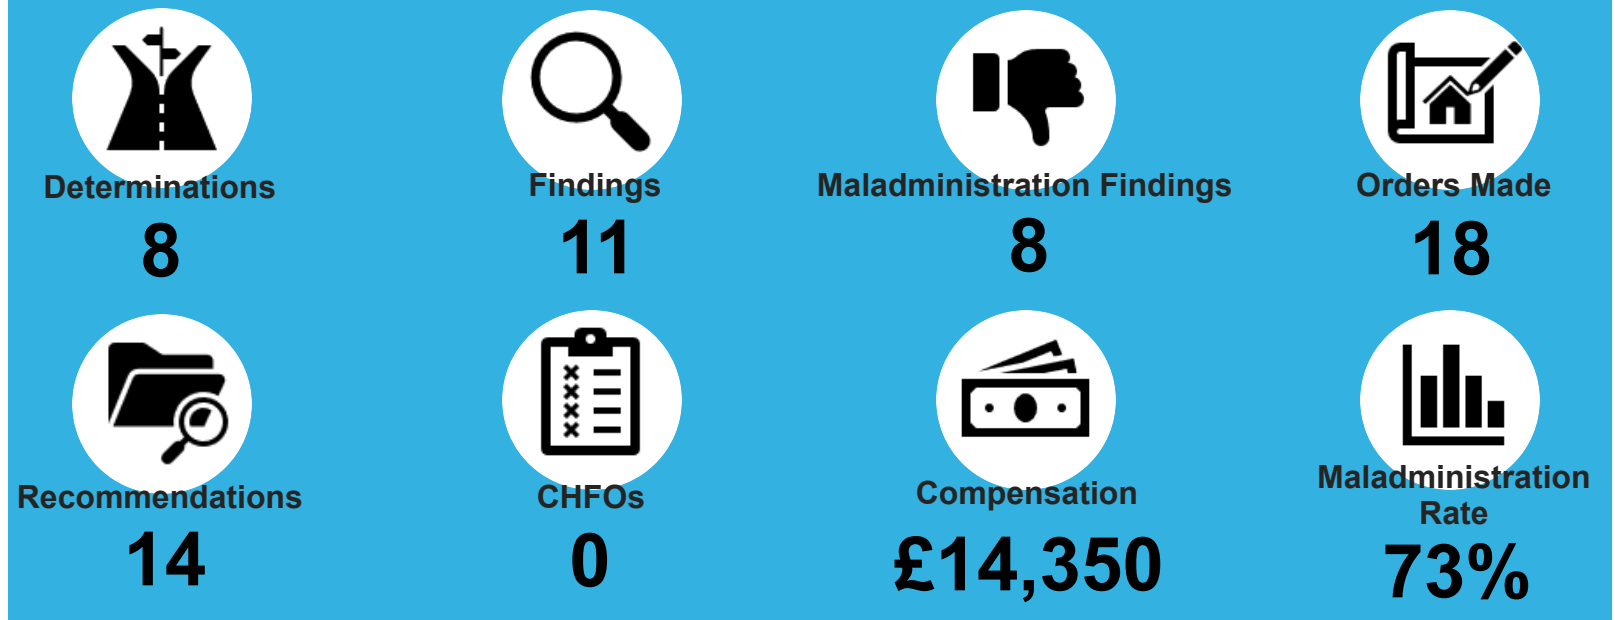 Determinations
8
Findings
11
Maladministration Findings
8
Orders Made
18
Recommendations
14
CHFOs
0
Compensation
£14,350
Maladministration
Rate
73%